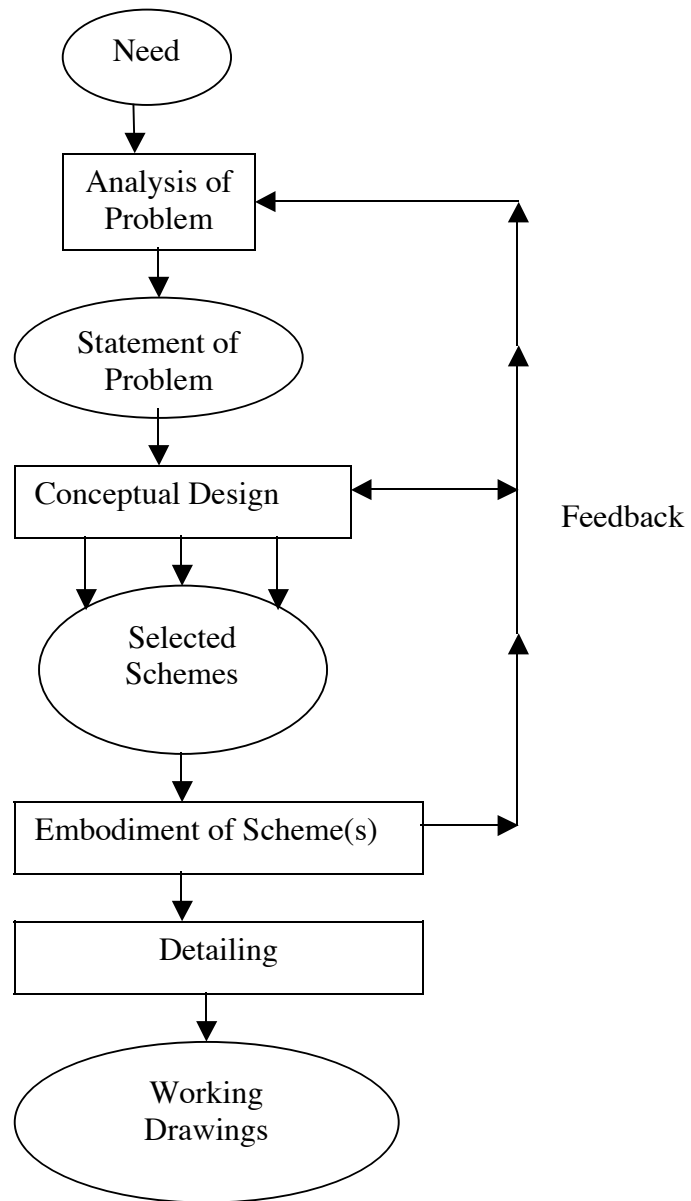 Need
Analysis of
Problem
Statement of
Problem
Conceptual Design
Feedback
Selected
Schemes
Embodiment of Scheme(s)
Detailing
Working
Drawings